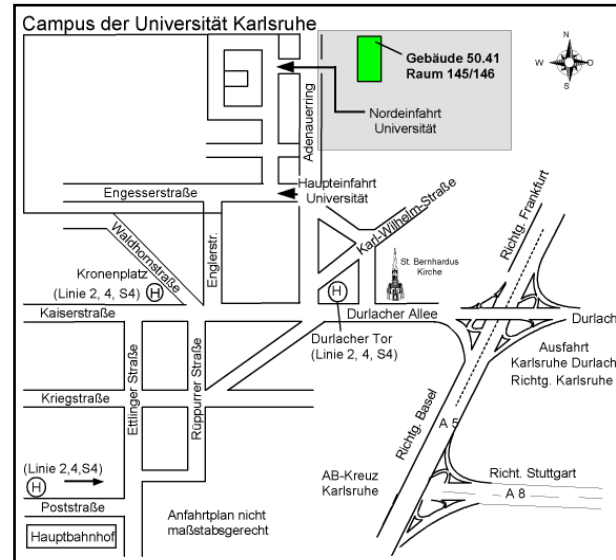 Campus der Universität Karlsruhe
Gebäude 50.41
Raum 145/146
N
W O
S
Nordeinfahrt
Universität
Adenauerring
Haupteinfahrt
Universität
Engesserstraße
Karl-Wilhelm-Straße
Richtg. Frankfurt
Waldhornstraße
Englerstr.
St. Bernhardus
Kirche
Kronenplatz
(Linie 2, 4, S4)
H
H
Kaiserstraße
Durlacher Allee
Durlach
Durlacher Tor
(Linie 2, 4, S4)
Ausfahrt
Karlsruhe Durlach
Richtg. Karlsruhe
Ettlinger Straße
Rüppurrer Straße
Kriegstraße
Richtg. Basel
A 5
(Linie 2,4,S4)
H
AB-Kreuz
Karlsruhe
Richt. Stuttgart
A 8
Poststraße
Hauptbahnhof
Anfahrtplan nicht
maßstabsgerecht